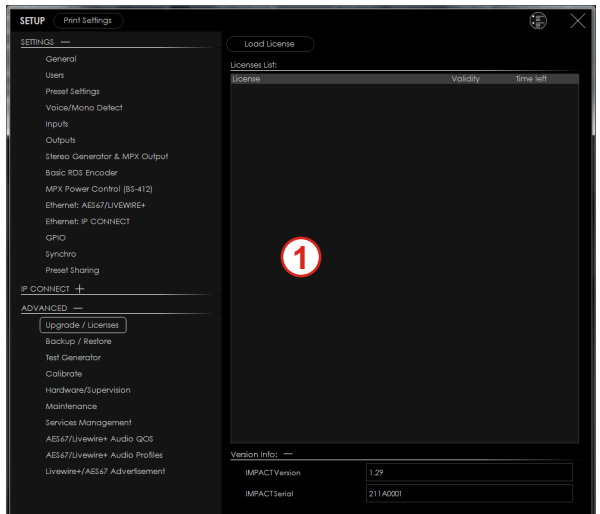 SETUP Print Settings
SETTINGS
General
Users
Preset Settings
Voice/Mono Detect
Inputs
Outputs
Stereo Generator & MPX Output
Basic RDS Encoder
MPX Power Control (BS-412)
Ethernet: AES67/LIVEWIRE+
Ethernet: IP CONNECT
GPIO
Synchro
Preset Sharing
IP CONNECT +
ADVANCED
Upgrade / Licenses
Backup / Restore
Test Generator
Calibrate
Hardware/Supervision
Maintenance
Services Management
AES67/Livewire+ Audio QOS
AES67/Livewire+ Audio Profiles
Livewire+/AES67 Advertisement
Load License
Licenses List:
License Validity Time left
1
Version Info:
IMPACT Version 1.29
IMPACT Serial 211A0001